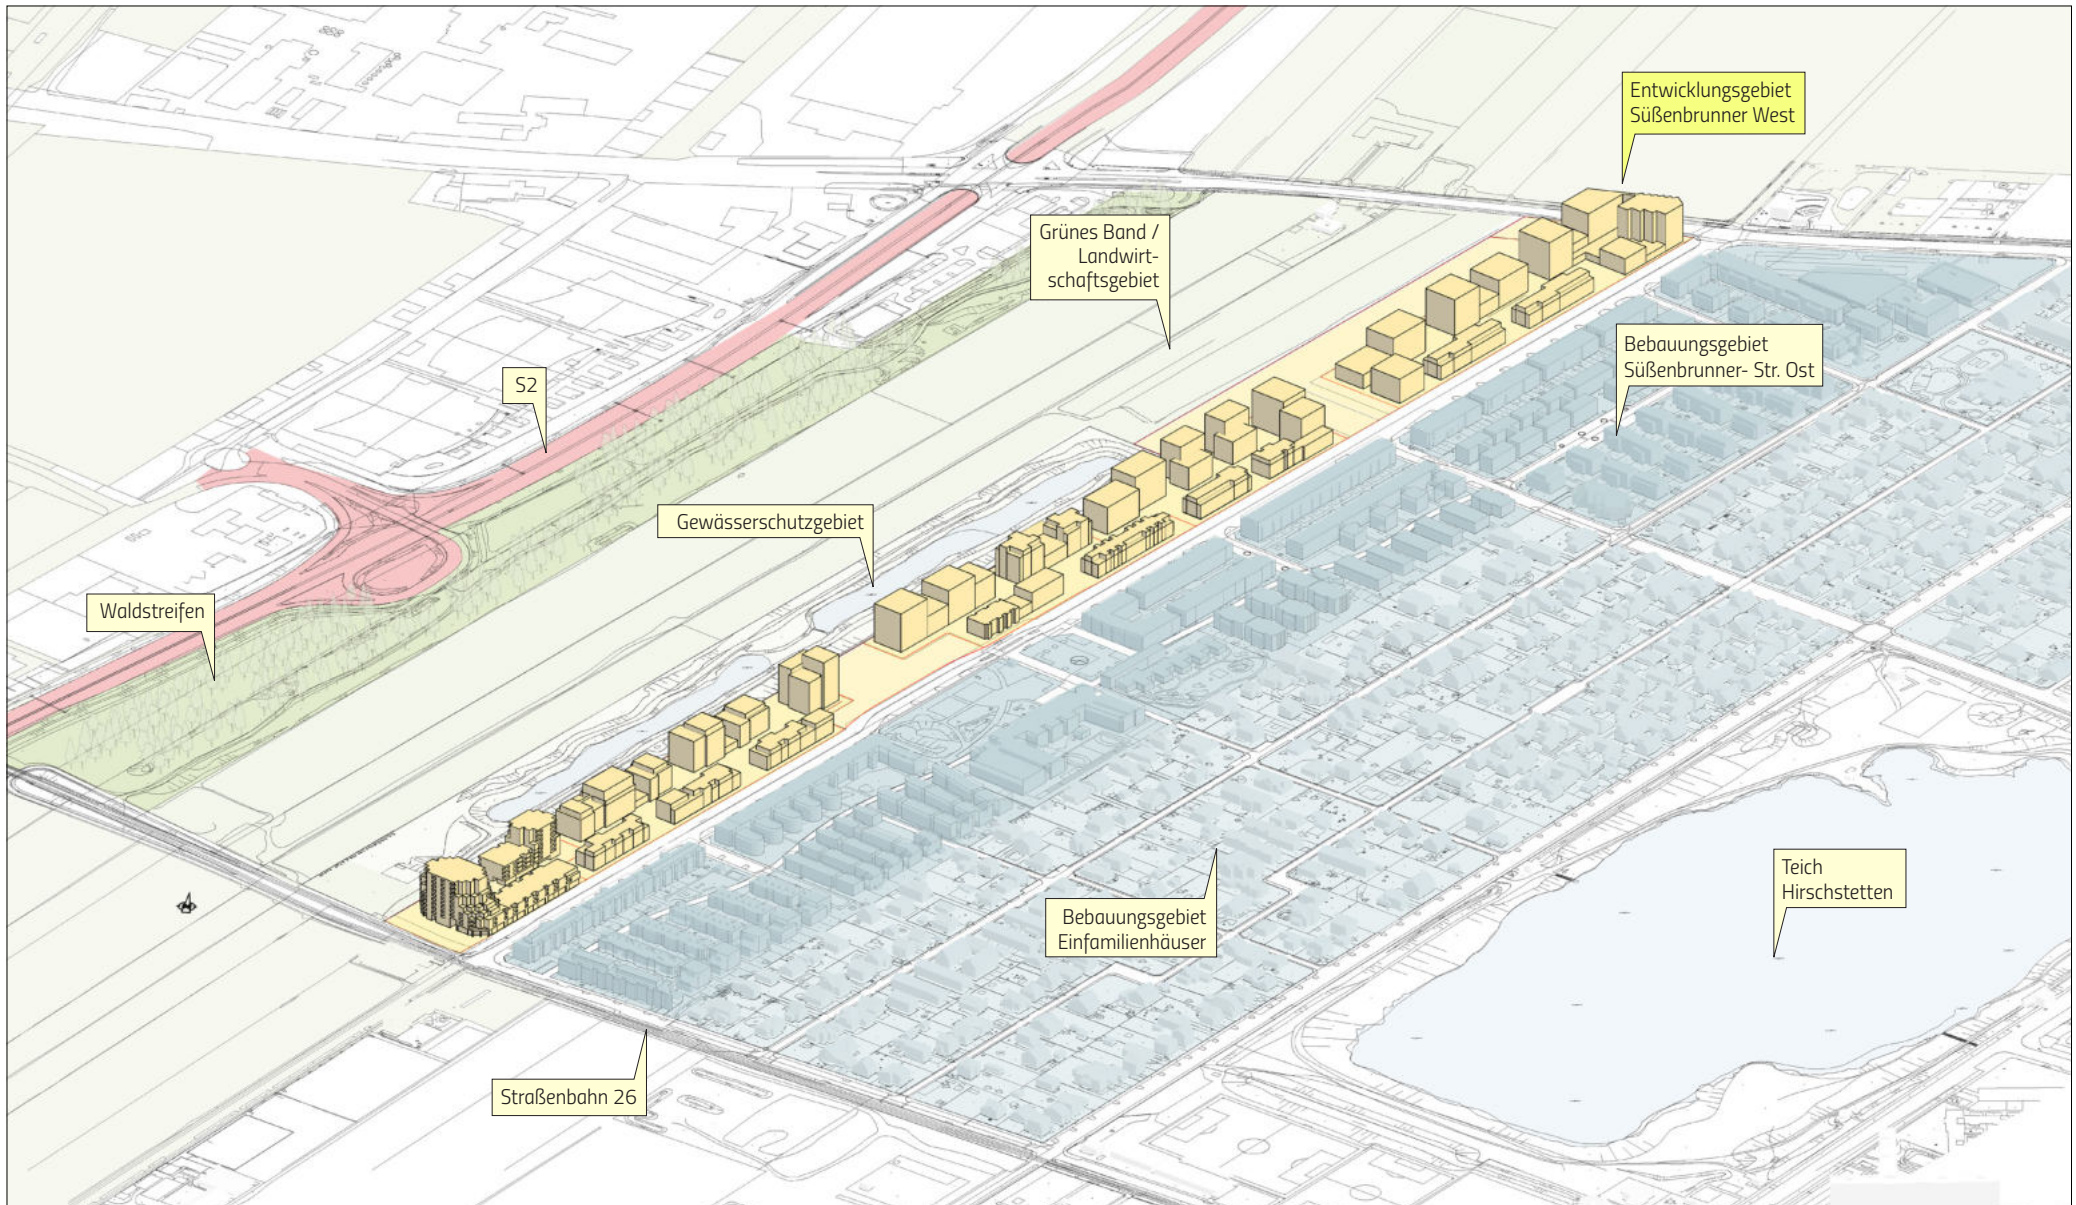 Entwicklungsgebiet
Süßenbrunner West
Grünes Band /
Landwirt-
schaftsgebiet
Bebauungsgebiet
Süßenbrunner- Str. Ost
S2
Gewässerschutzgebiet
Waldstreifen
Teich
Hirschstetten
Bebauungsgebiet
Einfamilienhäuser
Straßenbahn 26